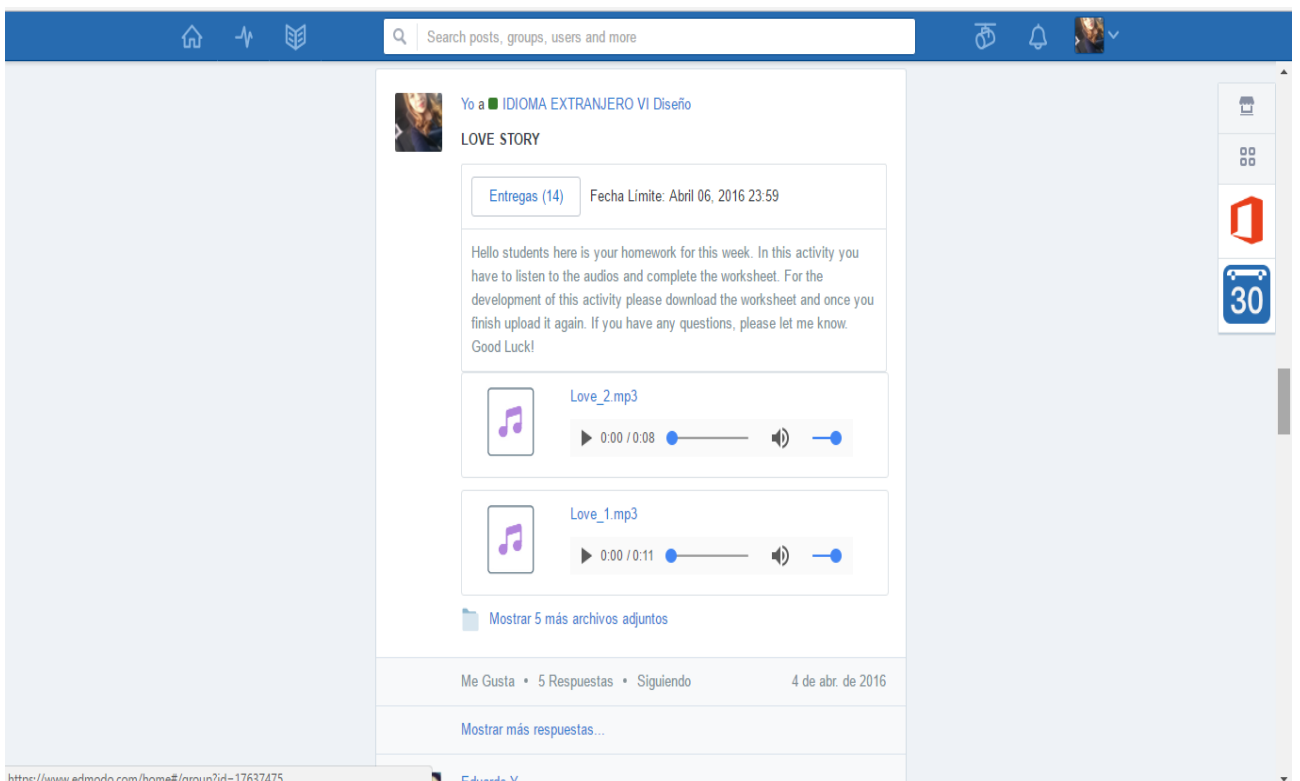 Search posts, groups, users and more
Yo a IDIOMA EXTRANJERO VI Diseño
LOVE STORY
Entregas (14) Fecha Límite: Abril 06, 2016 23:59
Hello students here is your homework for this week. In this activity you
have to listen to the audios and complete the worksheet. For the
development of this activity please download the worksheet and once you
finish upload it again. If you have any questions, please let me know.
Good Luck!
Love_2.mp3
0:00 / 0:08
Love_1.mp3
0:00 / 0:11
Mostrar 5 más archivos adjuntos
Me Gusta • 5 Respuestas • Siguiendo 4 de abr. de 2016
Mostrar más respuestas...
30
https://www.edmodo.com/home#/group?id=17637475
Eduardo Y.